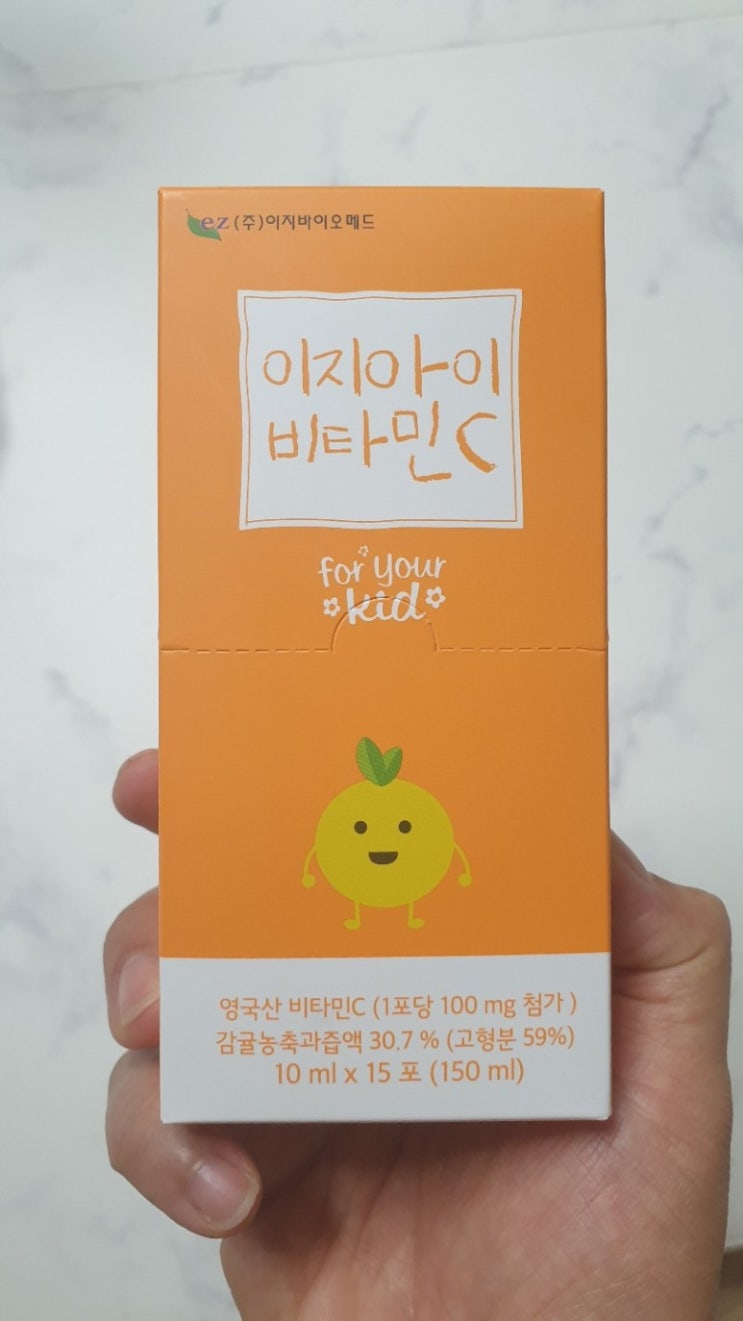 ez (주)이지바이오메드
이지아이
비타민C
for your
kid
영국산 비타민C (1포당 100 mg 첨가 )
감귤농축과즙액 30.7 % (고형분 59%)
10 ml x 15 포 (150 ml)